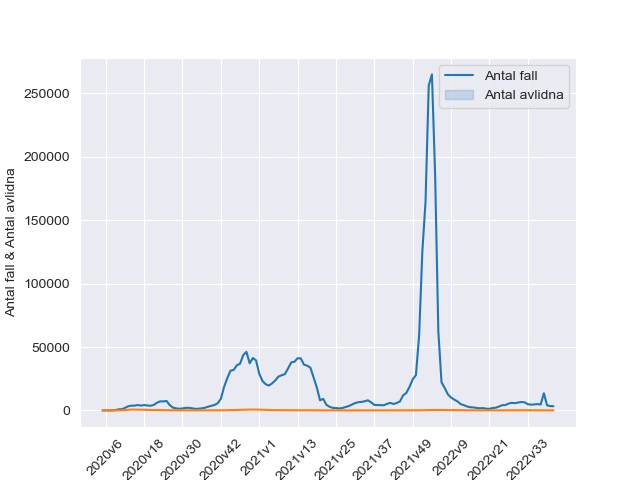 Antal fall
Antal avlidna
Antal fall & Antal avlidna
250000
200000
150000
100000
50000
0
2020v6
2020v18
2020v30
2020v42
2021v1
2021v13
2021v25
2021v37
2021v49
2022v9
2022v21
2022v33